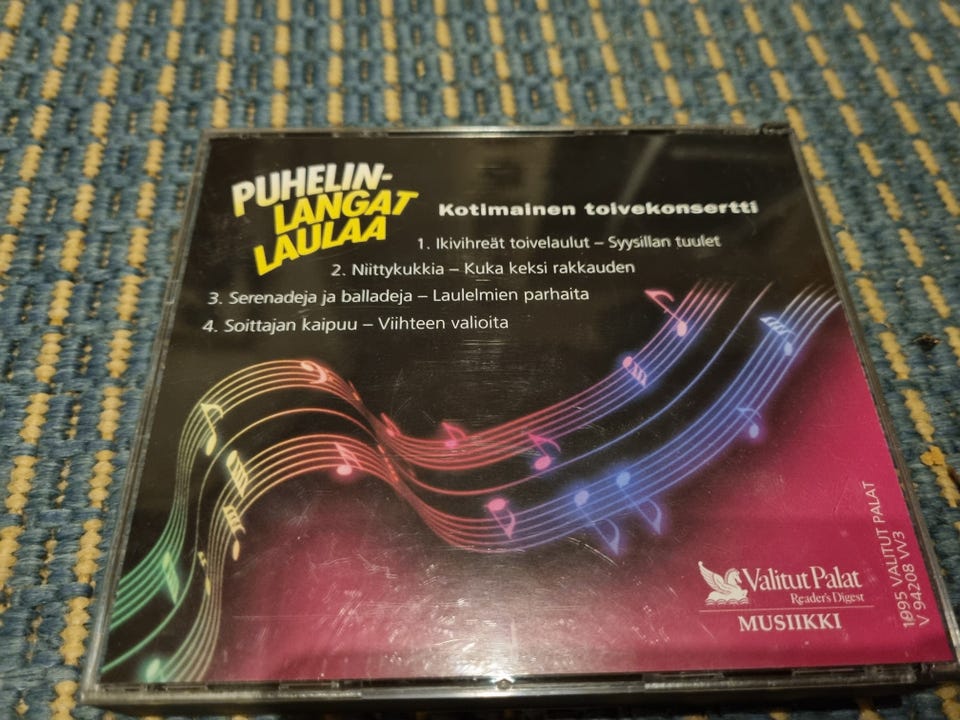 PUHELIN-
LANGAT
LAULAA
Kotimainen toivekonsertti
1. Ikivihreät toivelaulut – Syysillan tuulet
2. Niittykukkia – Kuka keksi rakkauden
3. Serenadeja ja balladeja – Laulelmien parhaita
4. Soittajan kaipuu – Viihteen valioita
Valitut Palat
Reader's Digest
MUSIIKKI
1995 VALITUT PALAT
V 94208 VV3